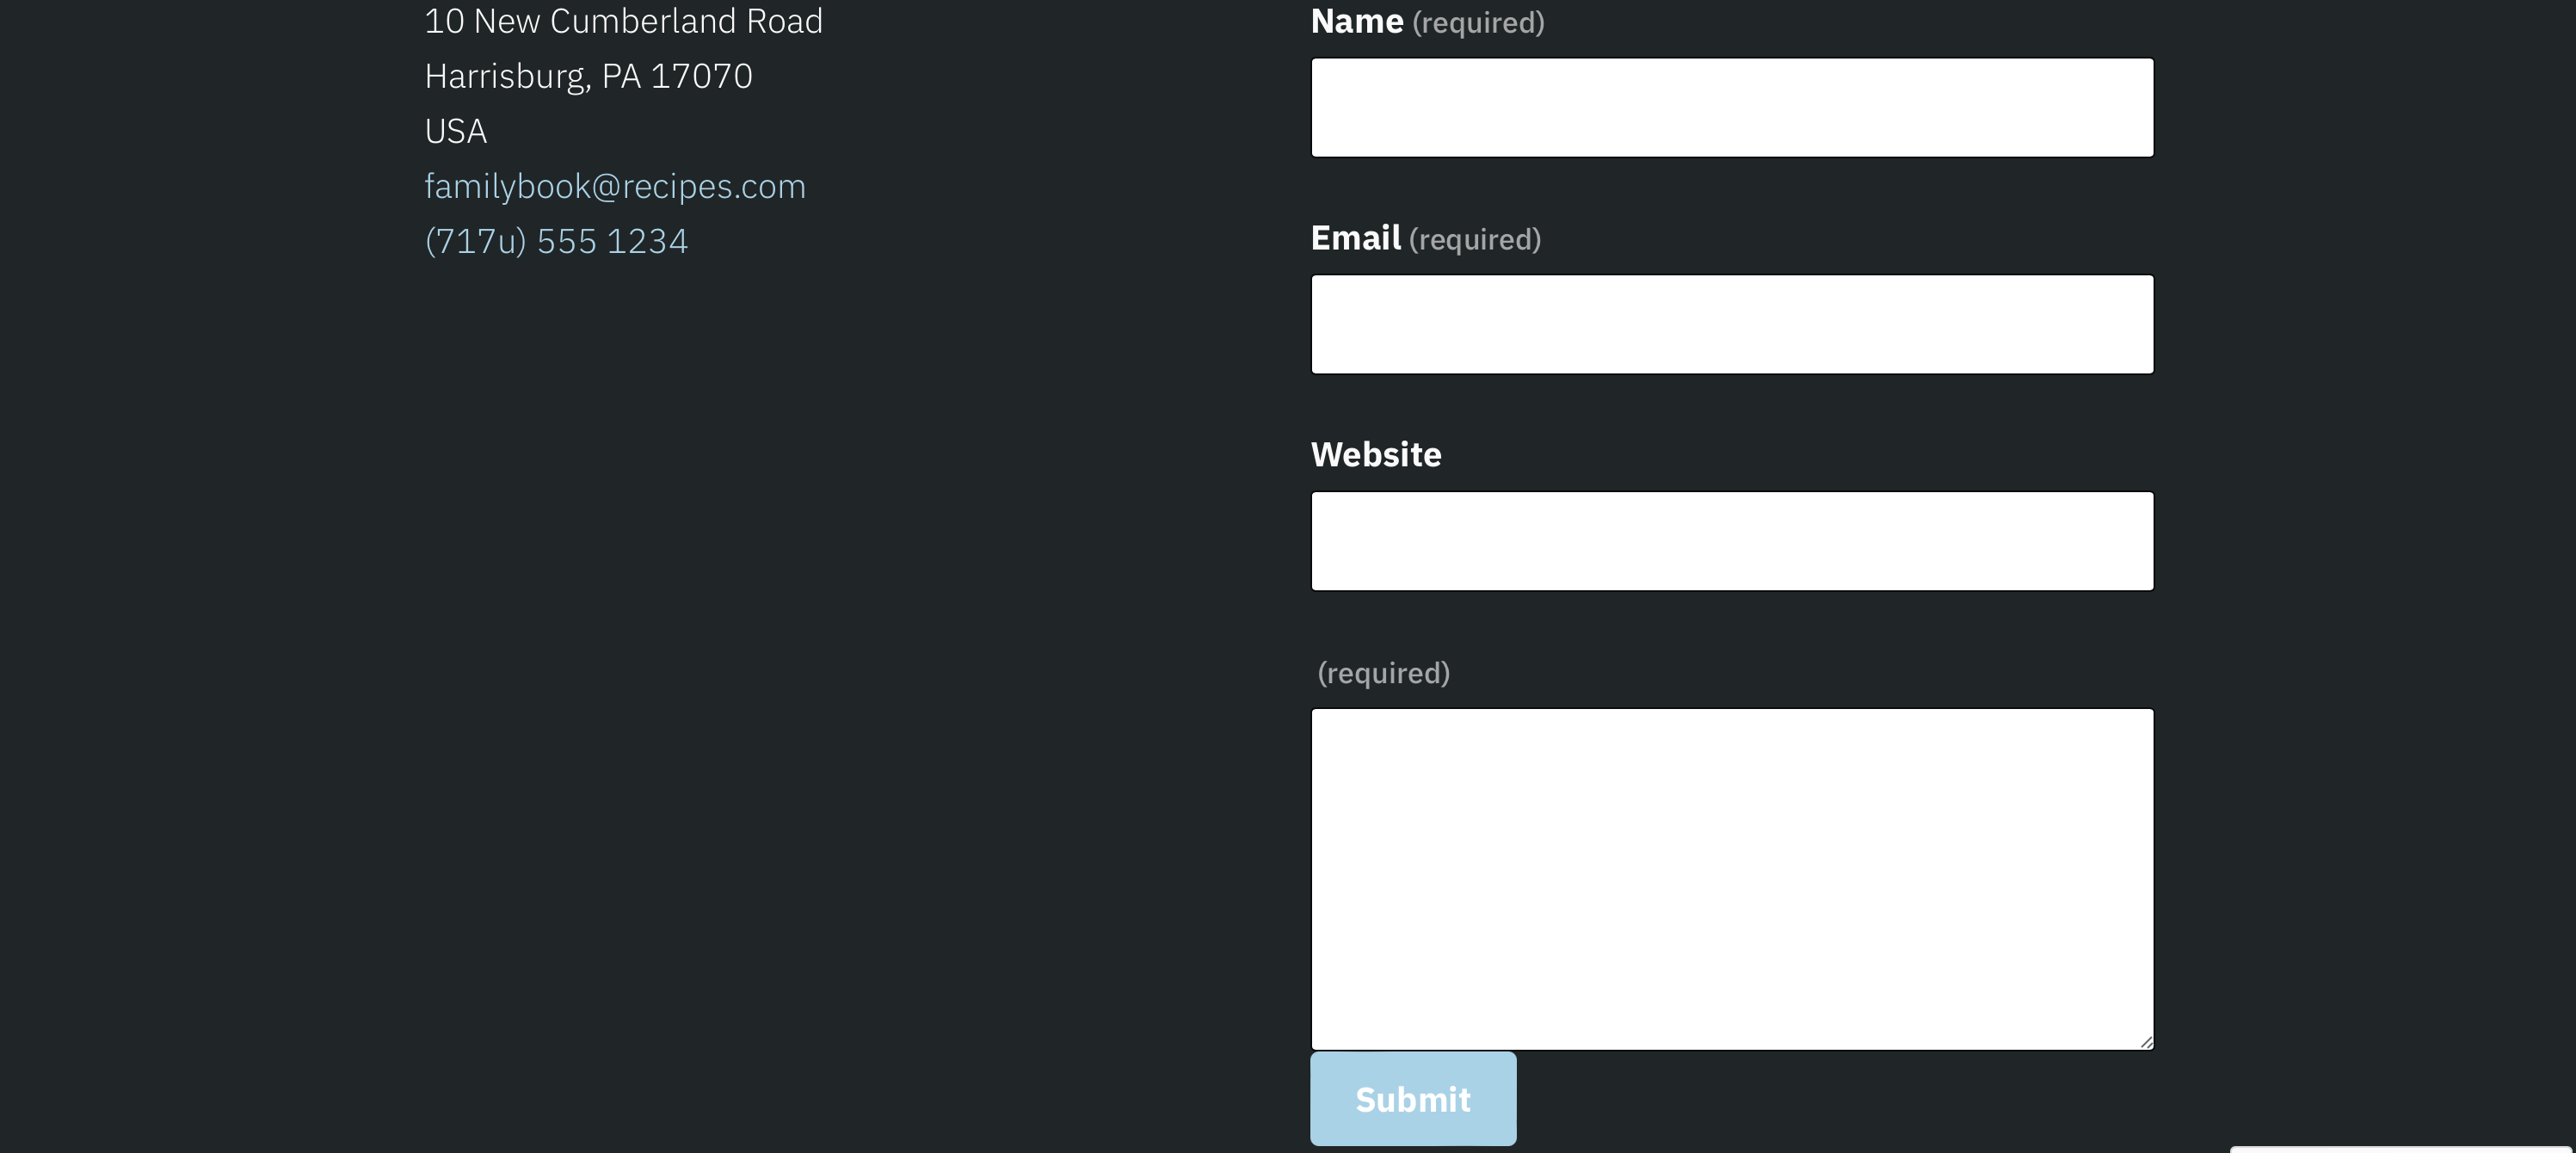 10 New Cumberland Road
Harrisburg, PA 17070
USA
familybook@recipes.com
(717u) 555 1234
Name (required)
Email (required)
Website
(required)
Submit